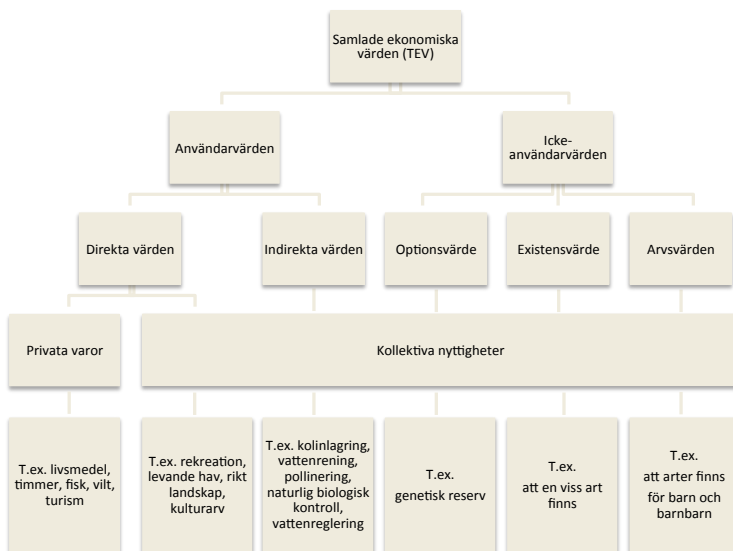 Samlade ekonomiska
värden (TEV)
Användarvärden
Icke-
användarvärden
Direkta värden
Indirekta värden
Optionsvärde
Existensvärde
Arvsvärden
Privata varor
Kollektiva nyttigheter
T.ex. livsmedel,
timmer, fisk, vilt,
turism
T.ex. rekreation,
levande hav, rikt
landskap,
kulturarv
T.ex. kolinlagring,
vattenrening,
pollinering,
naturlig biologisk
kontroll,
vattenreglering
T.ex.
genetisk reserv
T.ex.
att en viss art
finns
T.ex.
att arter finns
för barn och
barnbarn